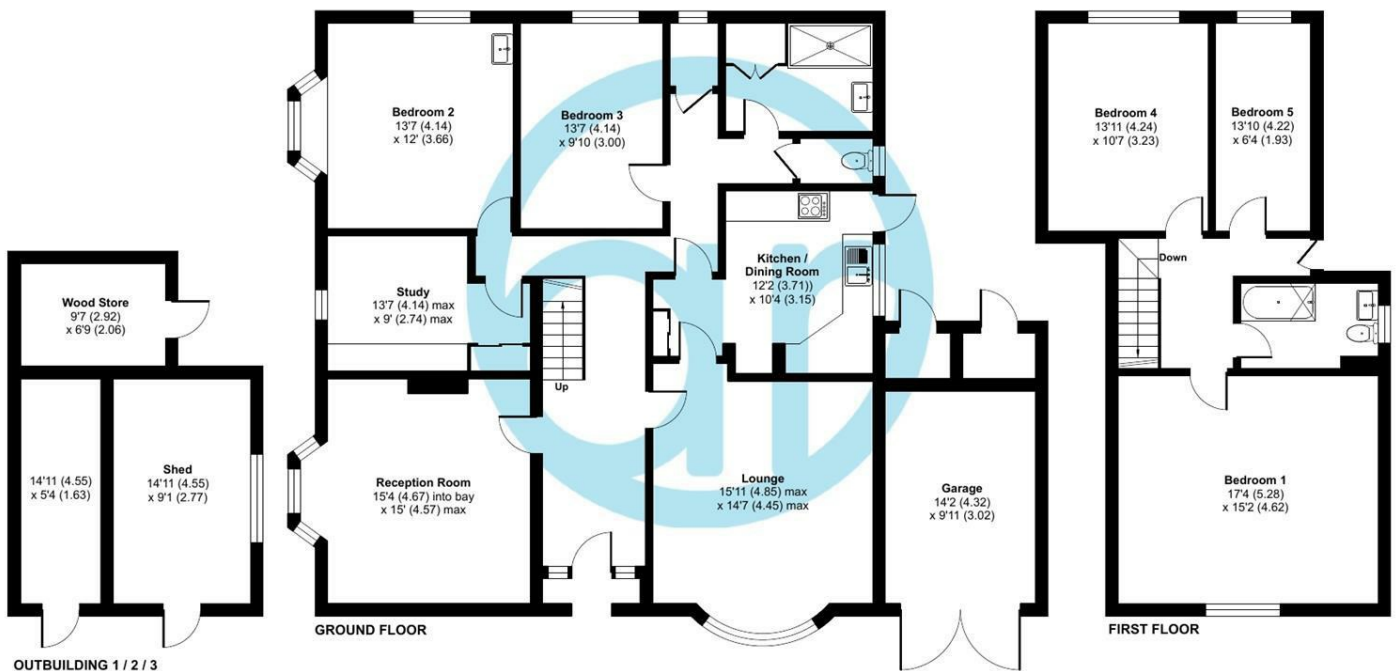 Wood Store
9'7 (2.92)
x 6'9 (2.06)
14'11 (4.55)
x 5'4 (1.63)
Shed
14'11 (4.55)
x 9'1 (2.77)
OUTBUILDING 1 / 2 / 3
Bedroom 2
13'7 (4.14)
x 12' (3.66)
Bedroom 3
13'7 (4.14)
x 9'10 (3.00)
Study
13'7 (4.14) max
x 9' (2.74) max
Kitchen /
Dining Room
12'2 (3.71))
x 10'4 (3.15)
Up
Reception Room
15'4 (4.67) into bay
x 15' (4.57) max
Lounge
15'11 (4.85) max
x 14'7 (4.45) max
Garage
14'2 (4.32)
x 9'11 (3.02)
GROUND FLOOR
Bedroom 4
13'11 (4.24)
x 10'7 (3.23)
Bedroom 5
13'10 (4.22)
x 6'4 (1.93)
Down
Bedroom 1
17'4 (5.28)
x 15'2 (4.62)
FIRST FLOOR